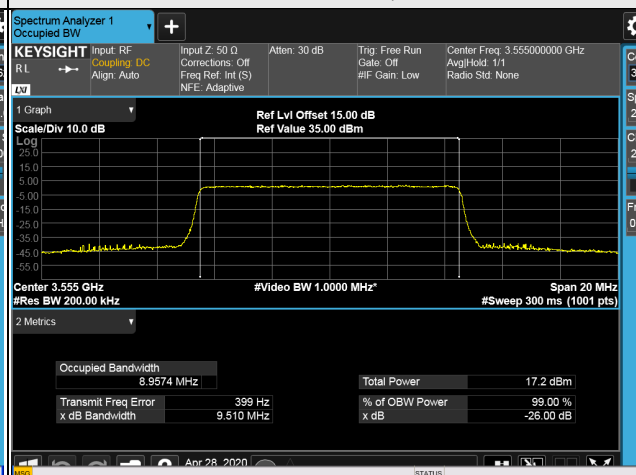 Spectrum Analyzer 1
Occupied BW
KEYSIGHT
RL
LXI
Input: RF
Coupling: DC
Align: Auto
Input Z: 50 Ω
Corrections: Off
Freq Ref: Int (S)
NFE: Adaptive
Atten: 30 dB
Trig: Free Run
Gate: Off
#IF Gain: Low
Center Freq: 3.555000000 GHz
Avg|Hold: 1/1
Radio Std: None
1 Graph
Scale/Div 10.0 dB
Ref Lvl Offset 15.00 dB
Ref Value 35.00 dBm
Log
25.0
15.0
5.00
-5.00
-15.0
-25.0
-35.0
-45.0
-55.0
Center 3.555 GHz
#Res BW 200.00 kHz
#Video BW 1.0000 MHz*
Span 20 MHz
#Sweep 300 ms (1001 pts)
2 Metrics
Occupied Bandwidth
8.9574 MHz
Total Power 17.2 dBm
Transmit Freq Error 399 Hz
% of OBW Power 99.00 %
x dB Bandwidth 9.510 MHz
x dB -26.00 dB
Apr 28, 2020
MSG
STATUS